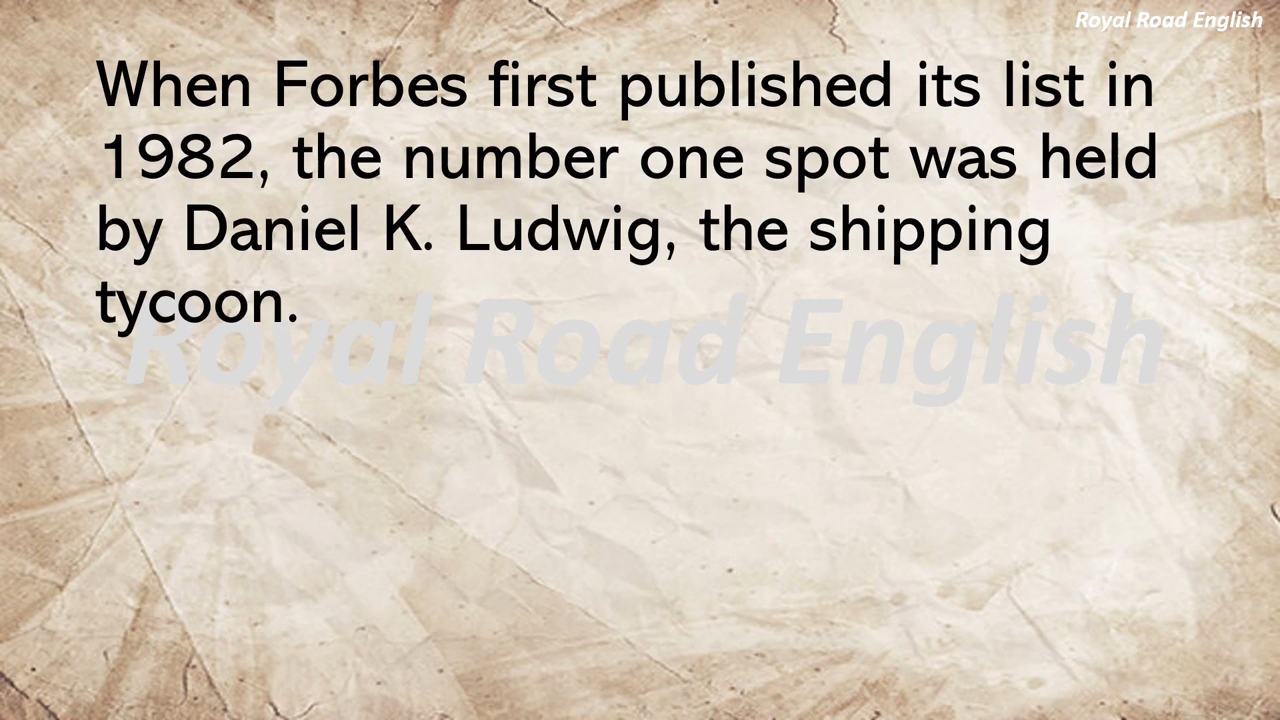 Royal Road English
When Forbes first published its list in
1982, the number one spot was held
by Daniel K. Ludwig, the shipping
tycoon.
Royal Road English